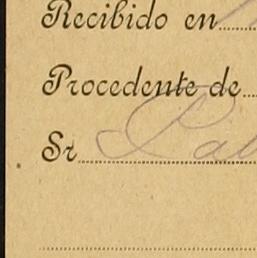 Recibido en
Procedente de
Sr